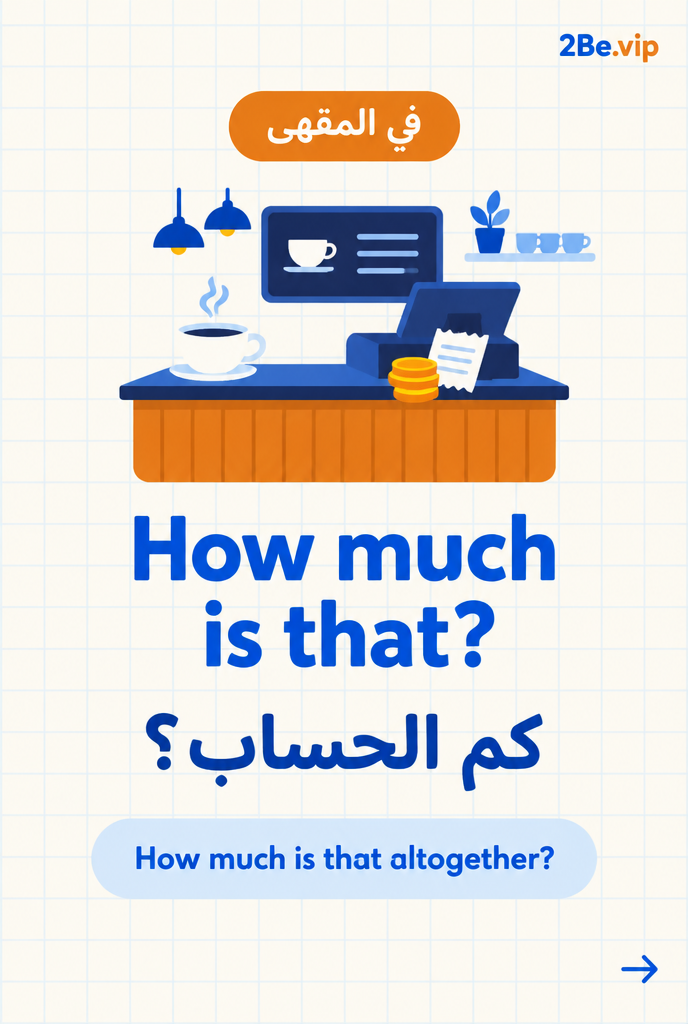 2Be.vip
في المقهى
How much
is that?
كم الحساب؟
How much is that altogether?